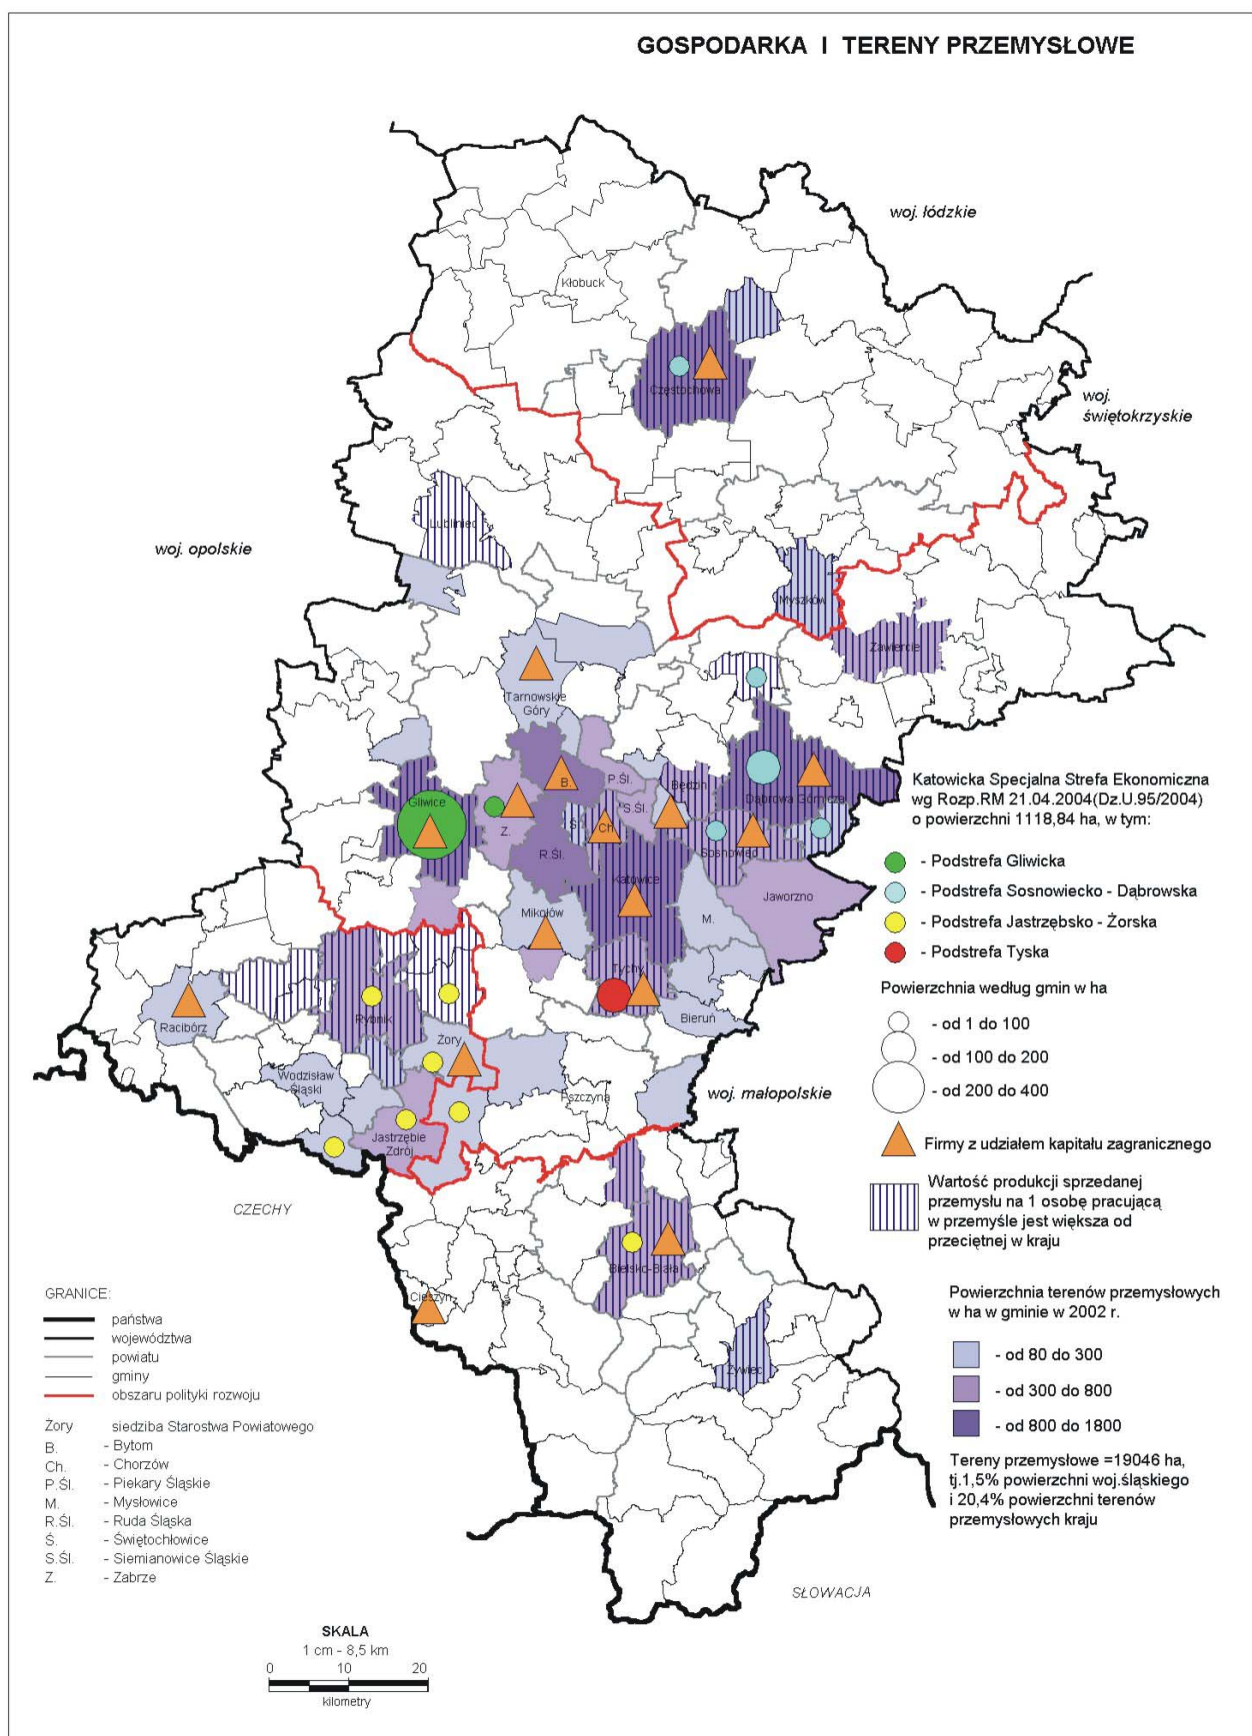 GOSPODARKA I TERENY PRZEMYSŁOWE
woj. łódzkie
Kłobuck
woj.
świętokrzyskie
Częstochowa
Lubliniec
woj. opolskie
Myszków
Zawiercie
Tarnowskie
Góry
P.Śl.
Będzin
B.
Gliwice
Dąbrowa Górnicza
S.Śl.
Z.
Ś.
Ch.
R.Śl.
Sosnowiec
Katowice
Jaworzno
Mikołów
M.
Tychy
Racibórz
Rybnik
Bieruń
Żory
Wodzisław
Śląski
Pszczyna
woj. małopolskie
Jastrzębie
Zdrój
CZECHY
Bielsko-Biała
Cieszyn
Żywiec
SŁOWACJA
Katowicka Specjalna Strefa Ekonomiczna
wg Rozp.RM 21.04.2004(Dz.U.95/2004)
o powierzchni 1118,84 ha, w tym:
- Podstrefa Gliwicka
- Podstrefa Sosnowiecko - Dąbrowska
- Podstrefa Jastrzębsko - Żorska
- Podstrefa Tyska
Powierzchnia według gmin w ha
- od 1 do 100
- od 100 do 200
- od 200 do 400
Firmy z udziałem kapitału zagranicznego
Wartość produkcji sprzedanej
przemysłu na 1 osobę pracującą
w przemyśle jest większa od
przeciętnej w kraju
Powierzchnia terenów przemysłowych
w ha w gminie w 2002 r.
- od 80 do 300
- od 300 do 800
- od 800 do 1800
Tereny przemysłowe =19046 ha,
tj.1,5% powierzchni woj.śląskiego
i 20,4% powierzchni terenów
przemysłowych kraju
GRANICE:
państwa
województwa
powiatu
gminy
obszaru polityki rozwoju
Żory siedziba Starostwa Powiatowego
B. - Bytom
Ch. - Chorzów
P.Śl. - Piekary Śląskie
M. - Mysłowice
R.Śl. - Ruda Śląska
Ś. - Świętochłowice
S.Śl. - Siemianowice Śląskie
Z. - Zabrze
SKALA
1 cm - 8,5 km
0 10 20
kilometry